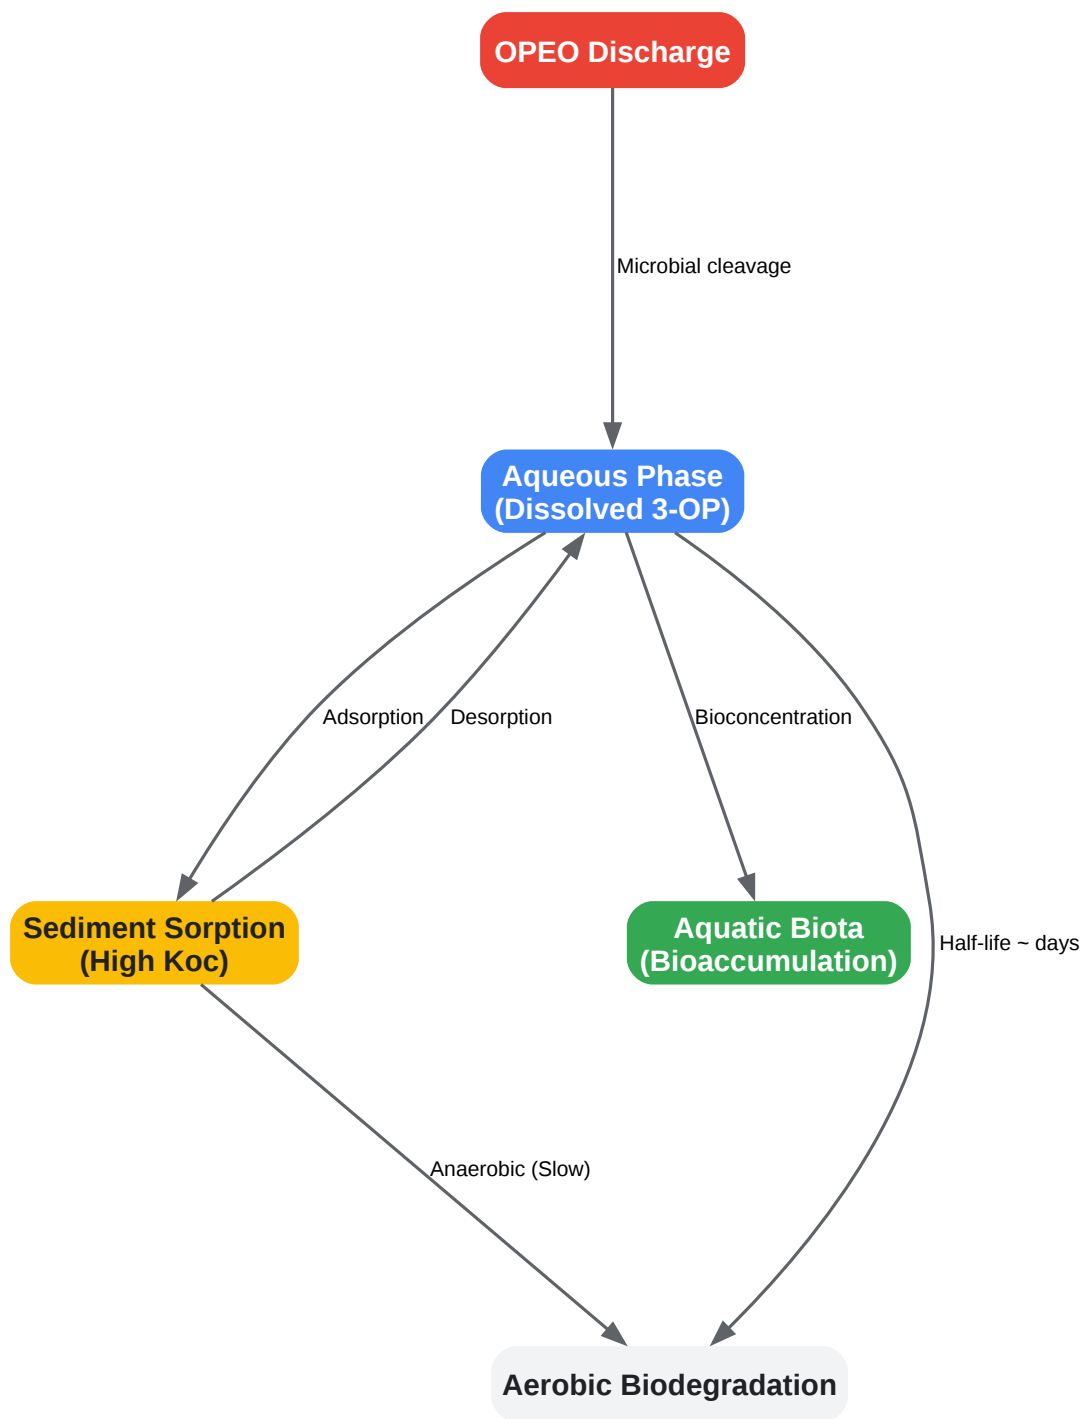 OPEO Discharge
Microbial cleavage
Aqueous Phase
(Dissolved 3-OP)
Adsorption
Desorption
Bioconcentration
Sediment Sorption
(High Koc)
Aquatic Biota
(Bioaccumulation)
Half-life ~ days
Anaerobic (Slow)
Aerobic Biodegradation